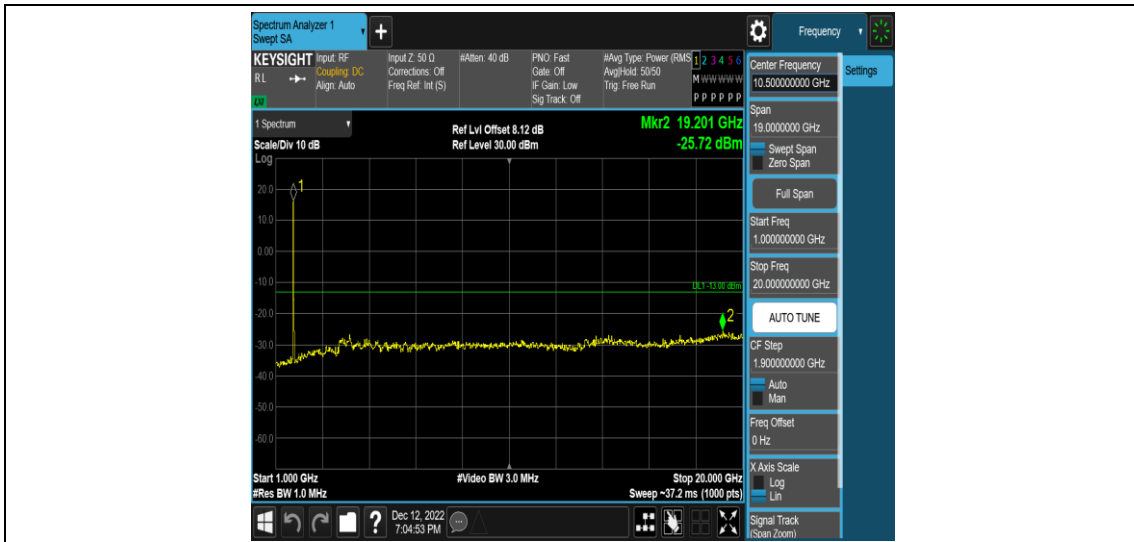 Spectrum Analyzer 1
Swept SA
+
Frequency
KEYSIGHT
RL
LXI
Input: RF
Coupling: DC
Align: Auto
Input Z: 50 Ω
Corrections: Off
Freq Ref: Int (S)
#Atten: 40 dB
PNO: Fast
Gate: Off
IF Gain: Low
Sig Track: Off
#Avg Type: Power (RMS
Avg|Hold: 50/50
Trig: Free Run
1 2 3 4 5 6
M W W W W W
P P P P P P
1 Spectrum
Scale/Div 10 dB
Ref Lvl Offset 8.12 dB
Ref Level 30.00 dBm
Mkr2 19.201 GHz
-25.72 dBm
Log
20.0
10.0
0.00
-10.0
-20.0
-30.0
-40.0
-50.0
-60.0
1
DL1 -13.00 dBm
2
Start 1.000 GHz
#Res BW 1.0 MHz
#Video BW 3.0 MHz
Stop 20.000 GHz
Sweep ~37.2 ms (1000 pts)
?
Dec 12, 2022
7:04:53 PM
Center Frequency
10.500000000 GHz
Settings
Span
19.0000000 GHz
Swept Span
Zero Span
Full Span
Start Freq
1.000000000 GHz
Stop Freq
20.000000000 GHz
AUTO TUNE
CF Step
1.900000000 GHz
Auto
Man
Freq Offset
0 Hz
X Axis Scale
Log
Lin
Signal Track
(Span Zoom)